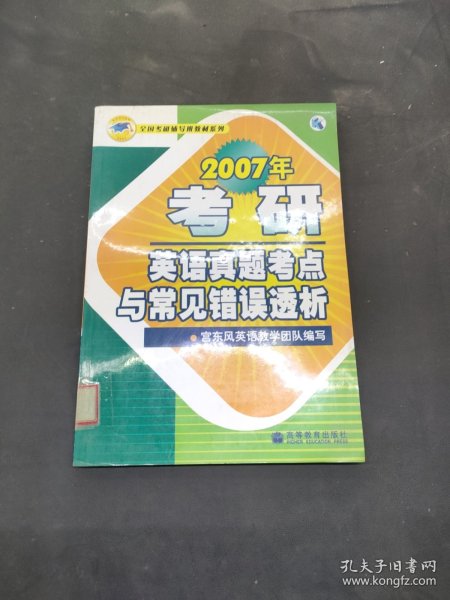 全国考研辅导班教材系列
2007年
考研
英语真题考点
与常见错误透析
·宫东风英语教学团队编写
高等教育出版社
HIGHER EDUCATION PRESS
孔夫子旧书网
www.kongfz.com